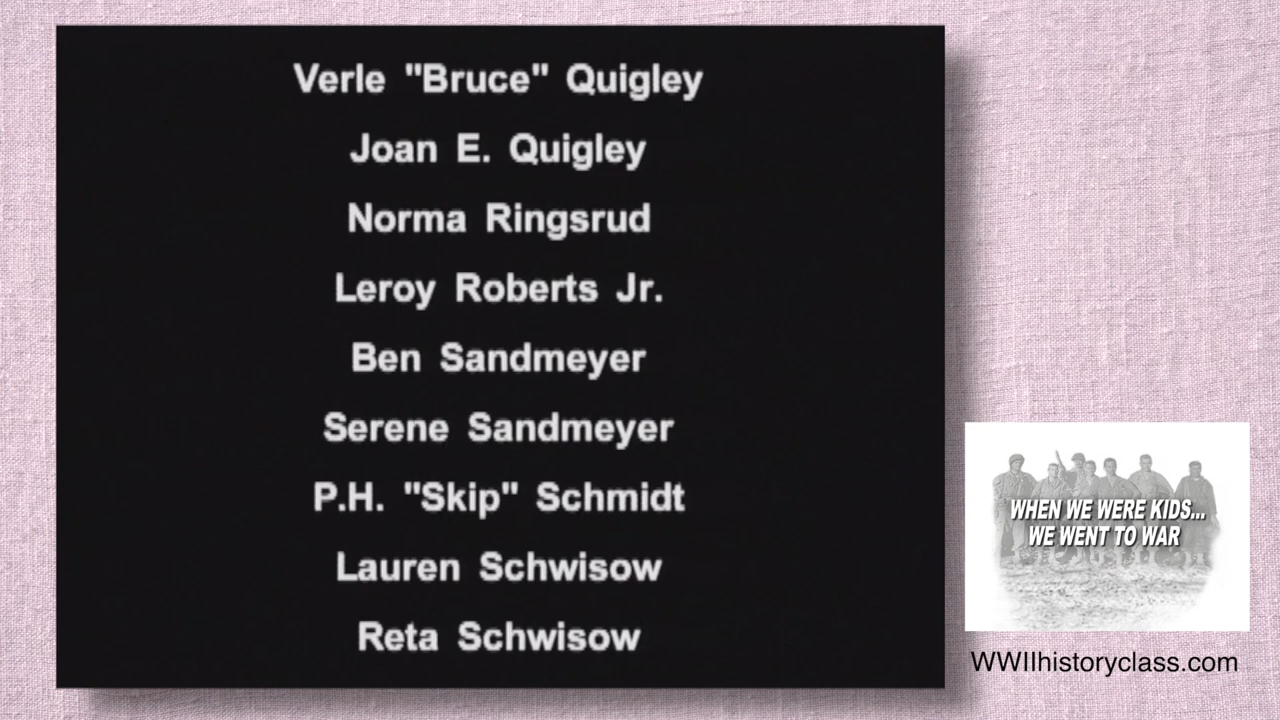 Verle "Bruce" Quigley
Joan E. Quigley
Norma Ringsrud
Leroy Roberts Jr.
Ben Sandmeyer
Serene Sandmeyer
P.H. "Skip" Schmidt
Lauren Schwisow
Reta Schwisow
WHEN WE WERE KIDS...
WE WENT TO WAR
WWIIhistoryclass.com